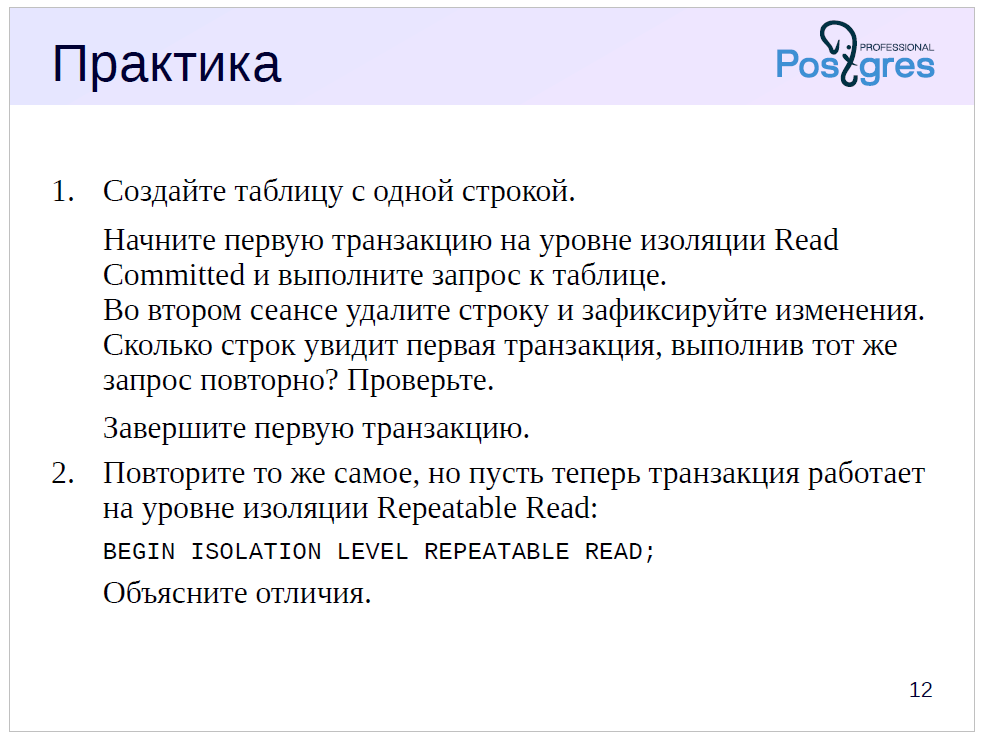 Практика
PROFESSIONAL
Postgres
1. Создайте таблицу с одной строкой.
Начните первую транзакцию на уровне изоляции Read
Committed и выполните запрос к таблице.
Во втором сеансе удалите строку и зафиксируйте изменения.
Сколько строк увидит первая транзакция, выполнив тот же
запрос повторно? Проверьте.
Завершите первую транзакцию.
2. Повторите то же самое, но пусть теперь транзакция работает
на уровне изоляции Repeatable Read:
BEGIN ISOLATION LEVEL REPEATABLE READ;
Объясните отличия.
12